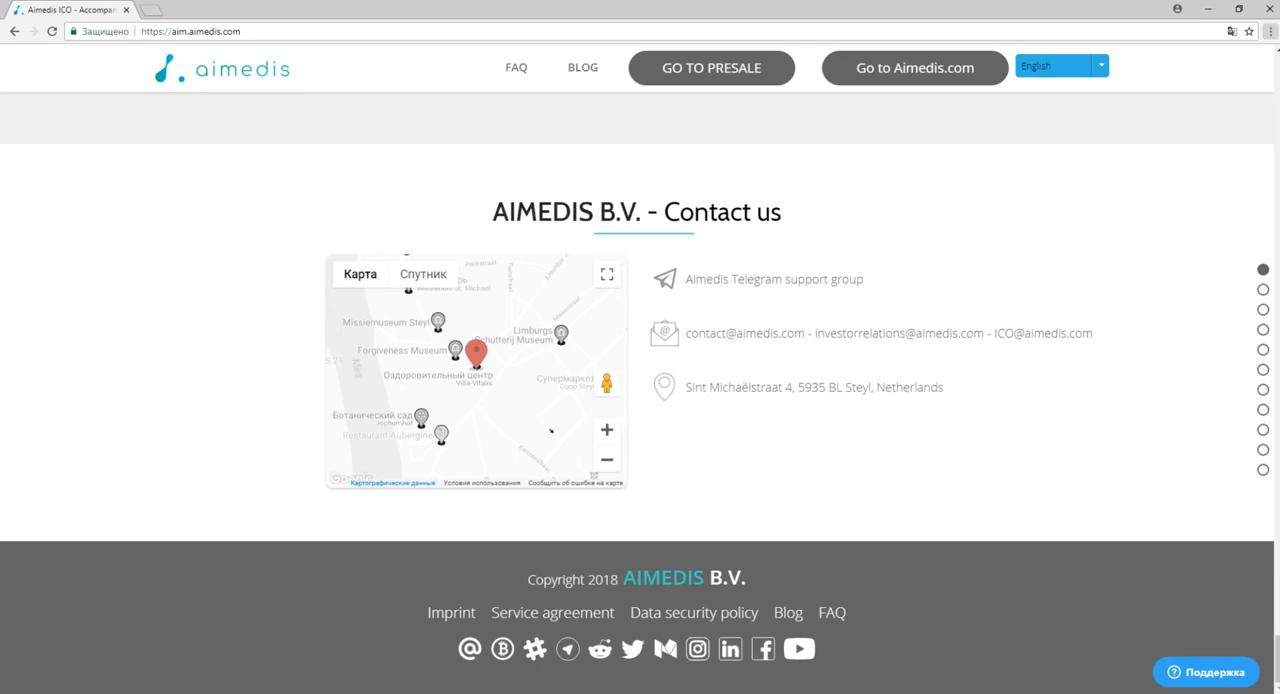 Aimedis ICO - Accompan
Защищено
https://aim.aimedis.com
aimedis
FAQ
BLOG
GO TO PRESALE
Go to Aimedis.com
English
AIMEDIS B.V. - Contact us
Карта
Спутник
Missiemuseum Steyl
Limburgs
Schutterij Museum
Forgiveness Museum
Оздоровительный центр
Villa-Vitalis
Супермаркет
Coop Steyl
Ботанический сад
Jochumhof
Restaurant Aubergine
Google
Картографические данные
Условия использования
Сообщить об ошибке на карте
Aimedis Telegram support group
contact@aimedis.com - investorrelations@aimedis.com - ICO@aimedis.com
Sint Michaëlstraat 4, 5935 BL Steyl, Netherlands
Copyright 2018 AIMEDIS B.V.
Imprint Service agreement Data security policy Blog FAQ
Поддержка